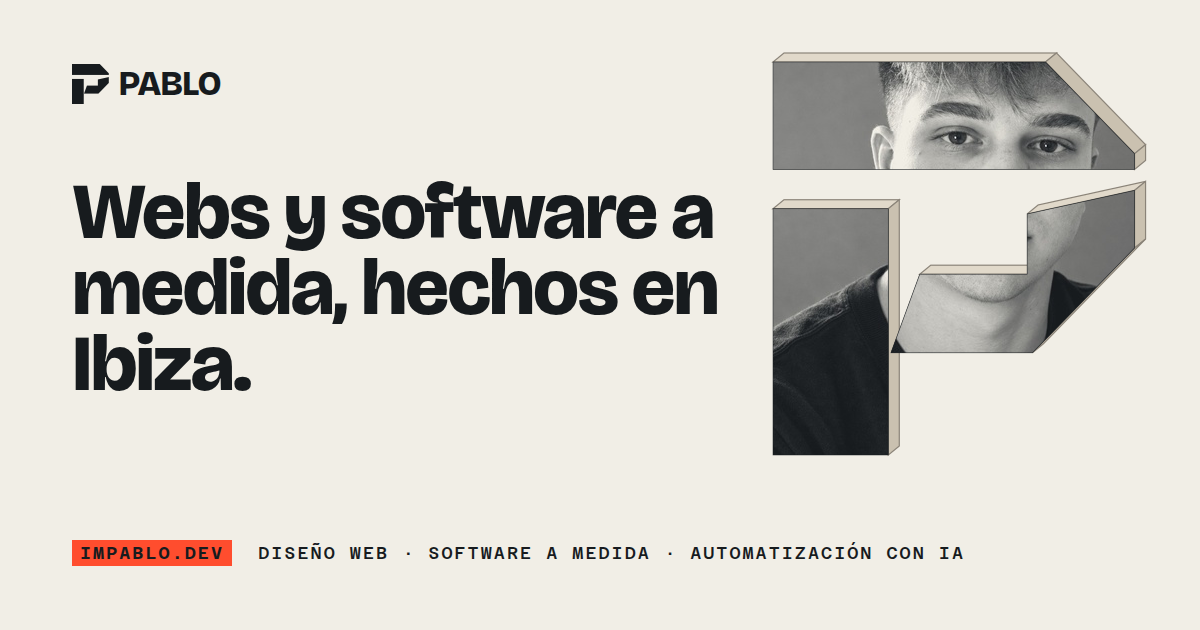 PABLO
Webs y software a
medida, hechos en
Ibiza.
IMPABLO.DEV DISEÑO WEB · SOFTWARE A MEDIDA · AUTOMATIZACIÓN CON IA